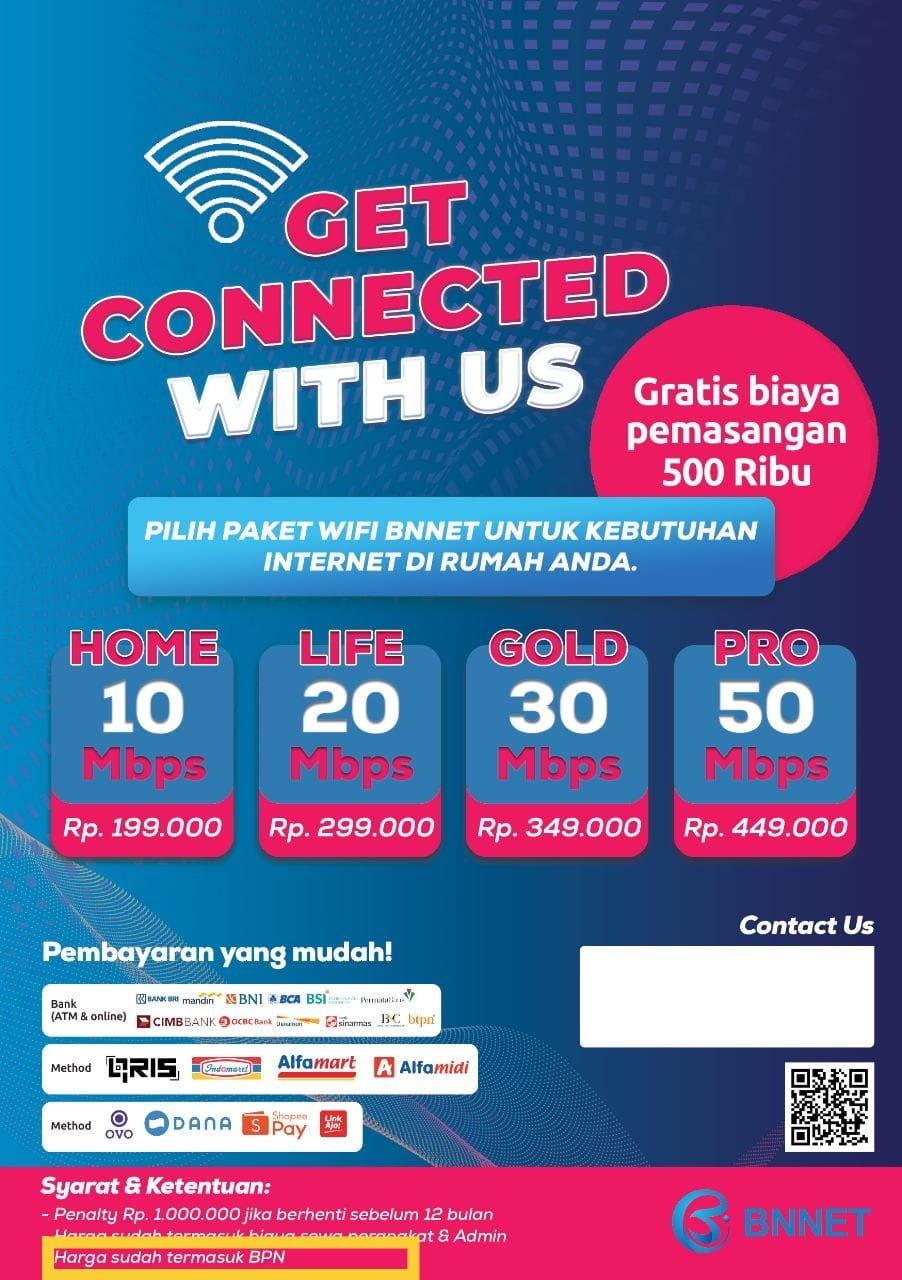 GET
CONNECTED
WITH US
Gratis biaya
pemasangan
500 Ribu
PILIH PAKET WIFI BNNET UNTUK KEBUTUHAN
INTERNET DI RUMAH ANDA.
HOME
10
Mbps
Rp. 199.000
LIFE
20
Mbps
Rp. 299.000
GOLD
30
Mbps
Rp. 349.000
PRO
50
Mbps
Rp. 449.000
Contact Us
Pembayaran yang mudah!
Bank
(ATM & online)
BANK BRI mandiri BNI BCA BSI PermataBank
CIMB BANK OCBC Bank Danamon sinarmas btpn
Method QRIS Indomaret Alfamart Alfamidi
Method OVO DANA Shopee Pay Link Aja!
Syarat & Ketentuan:
- Penalty Rp. 1.000.000 jika berhenti sebelum 12 bulan
- Harga sudah termasuk biaya sewa perangkat & Admin
Harga sudah termasuk BPN
BNNET